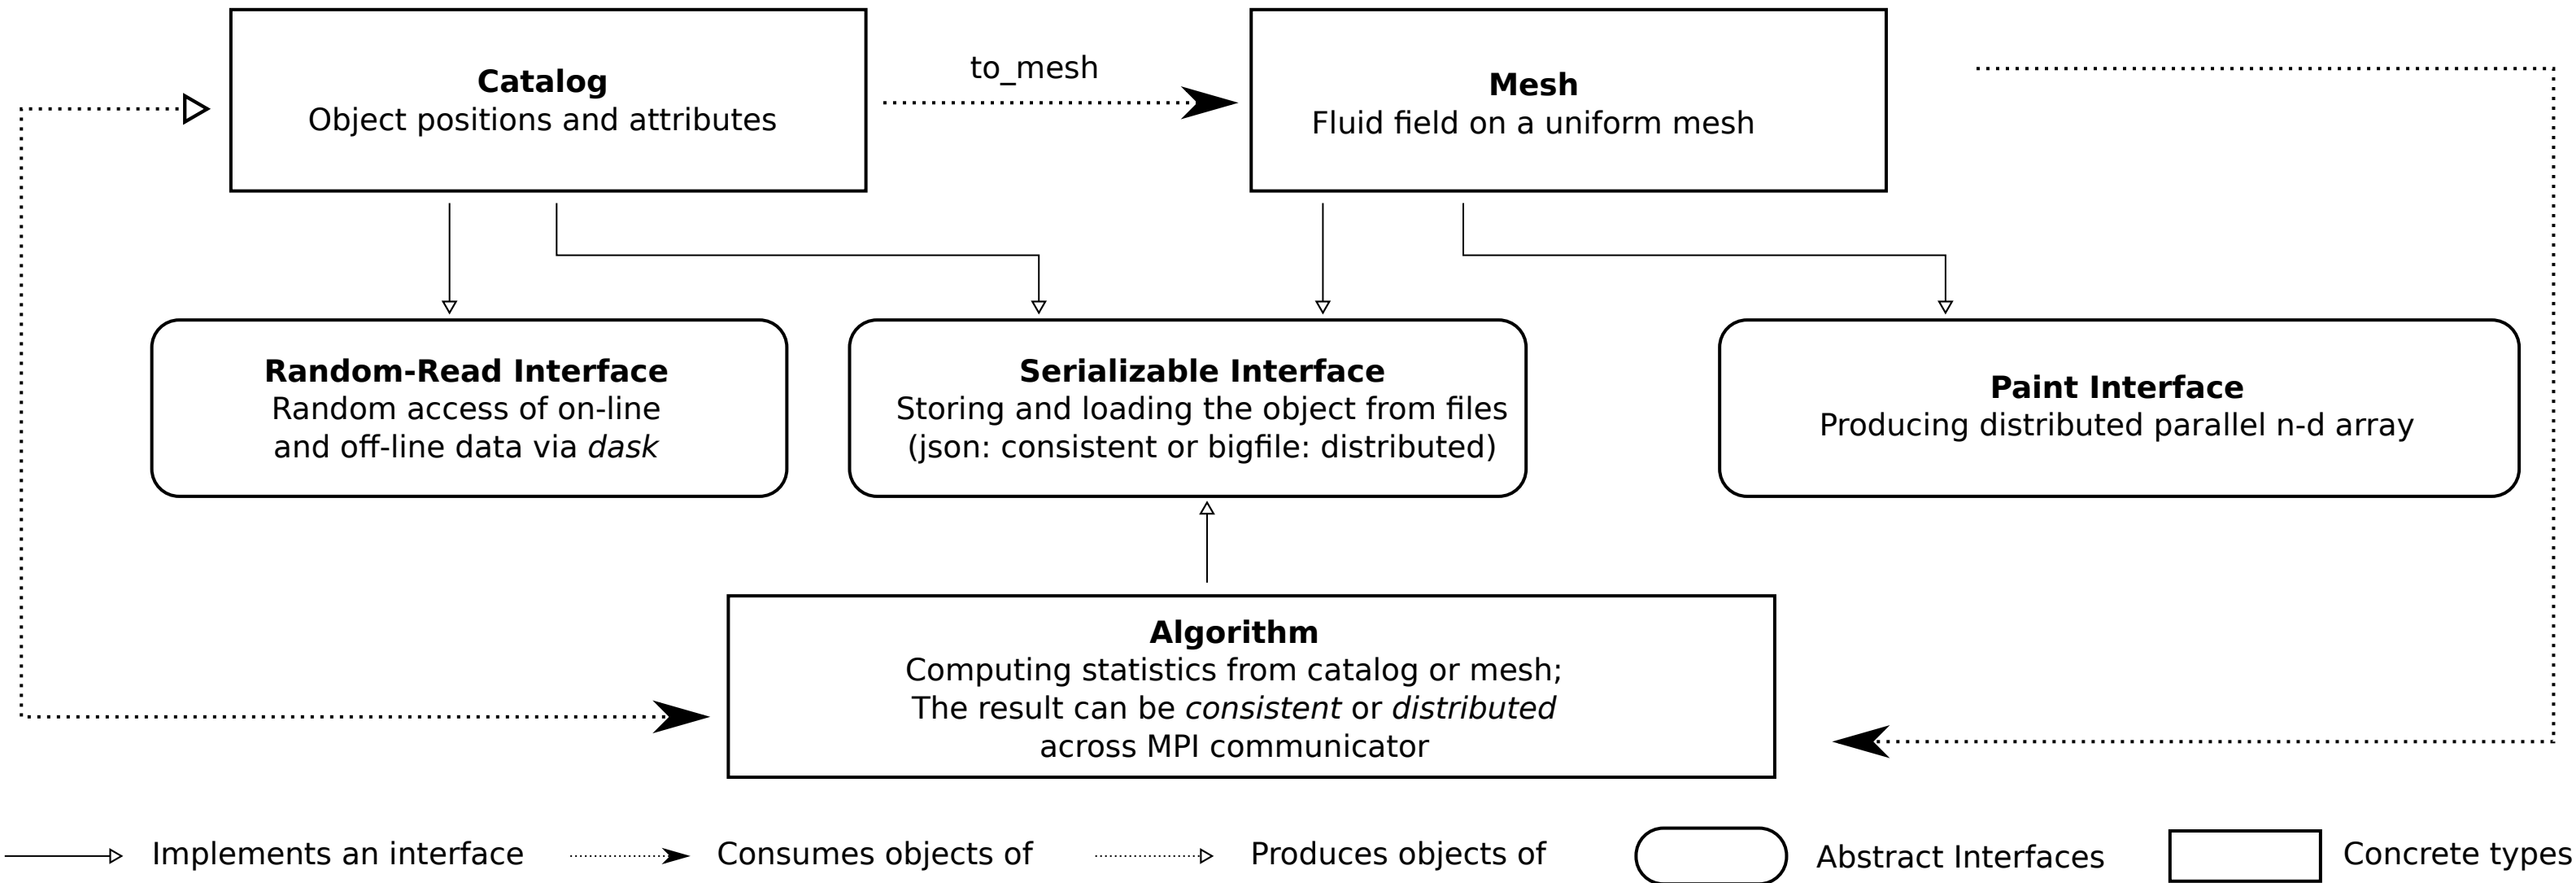 Catalog
Object positions and attributes
to_mesh
Mesh
Fluid field on a uniform mesh
Random-Read Interface
Random access of on-line
and off-line data via dask
Serializable Interface
Storing and loading the object from files
(json: consistent or bigfile: distributed)
Paint Interface
Producing distributed parallel n-d array
Algorithm
Computing statistics from catalog or mesh;
The result can be consistent or distributed
across MPI communicator
Implements an interface
Consumes objects of
Produces objects of
Abstract Interfaces
Concrete types